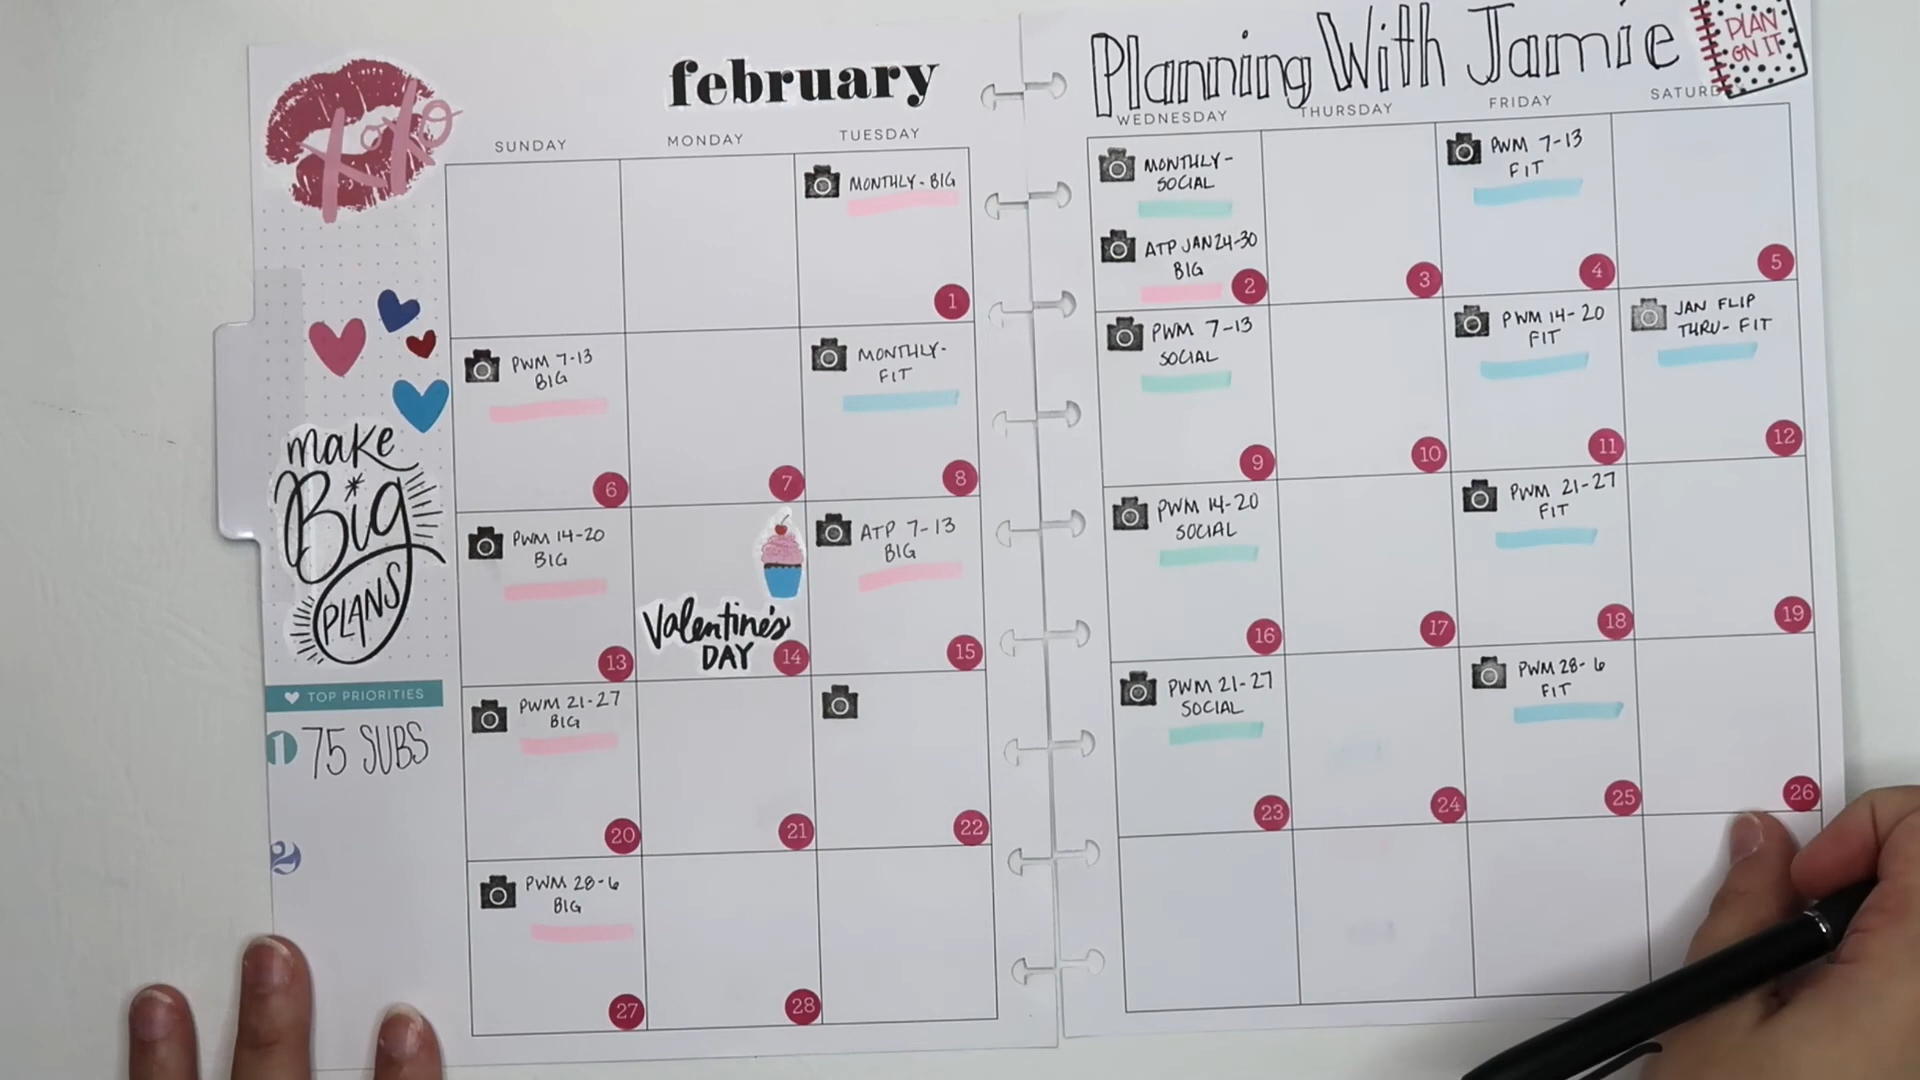 february
Planning With Jamie
PLAN
ON IT
xoxo
SUNDAY
MONDAY
TUESDAY
WEDNESDAY
THURSDAY
FRIDAY
SATURD
MONTHLY - BIG
1
MONTHLY -
SOCIAL
ATP JAN 24-30
BIG
2
3
PWM 7-13
FIT
4
5
PWM 7-13
BIG
6
7
MONTHLY -
FIT
8
PWM 7-13
SOCIAL
9
10
PWM 14-20
FIT
11
JAN FLIP
THRU - FIT
12
PWM 14-20
BIG
13
Valentine's
DAY
14
ATP 7-13
BIG
15
PWM 14-20
SOCIAL
16
17
PWM 21-27
FIT
18
19
PWM 21-27
BIG
20
21
22
PWM 21-27
SOCIAL
23
24
PWM 28-6
FIT
25
26
PWM 28-6
BIG
27
28
make
BIG
PLANS
TOP PRIORITIES
1 75 SUBS
2